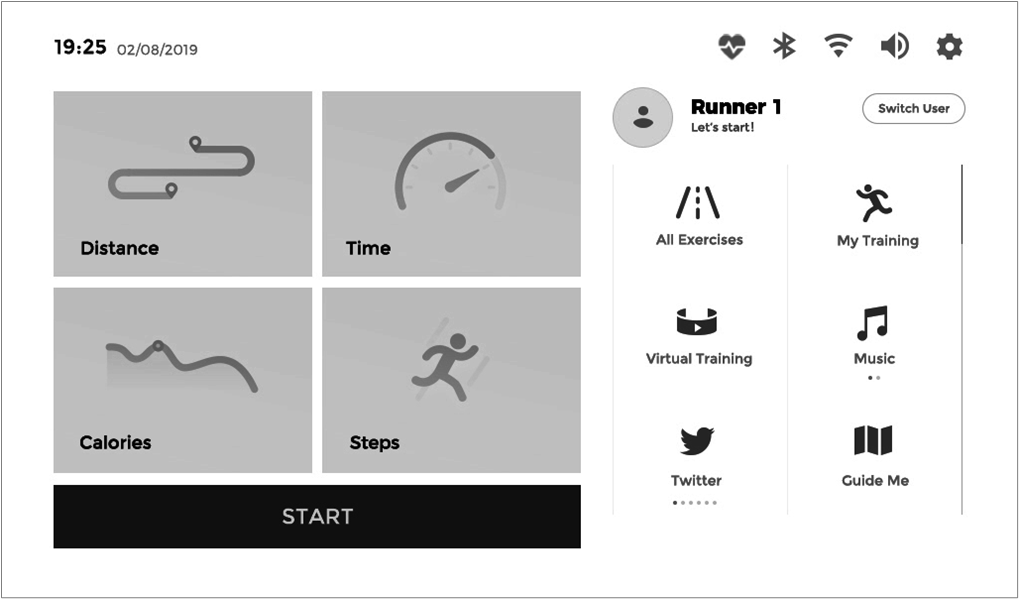 19:25 02/08/2019
Runner 1
Switch User
Let's start!
Distance
Time
Calories
Steps
START
All Exercises
My Training
Virtual Training
Music
Twitter
Guide Me